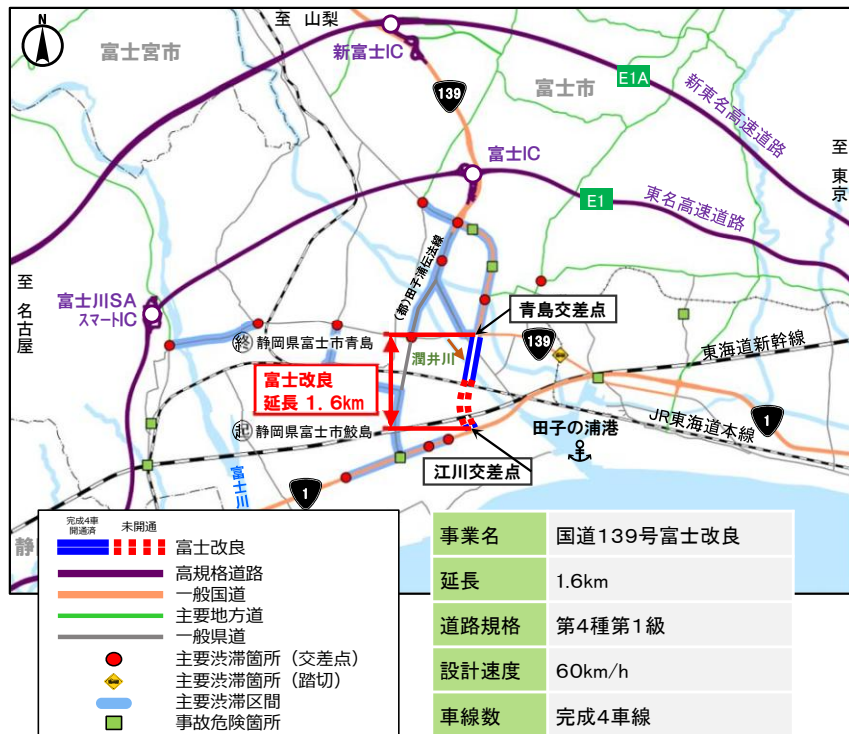 至 山梨
N
富士宮市
新富士IC
富士市
139
E1A
新東名高速道路
至 東京
富士IC
E1
東名高速道路
(都)田子浦伝法線
至 名古屋
富士川SA
スマートIC
青島交差点
終 静岡県富士市青島
潤井川
139
東海道新幹線
富士改良
延長 1.6km
起 静岡県富士市鮫島
田子の浦港
JR東海道本線
1
江川交差点
富士川
1
静
完成4車
開通済
未開通
富士改良
高規格道路
一般国道
主要地方道
一般県道
主要渋滞箇所（交差点）
主要渋滞箇所（踏切）
主要渋滞区間
事故危険箇所
事業名 国道139号富士改良
延長 1.6km
道路規格 第4種第1級
設計速度 60km/h
車線数 完成4車線